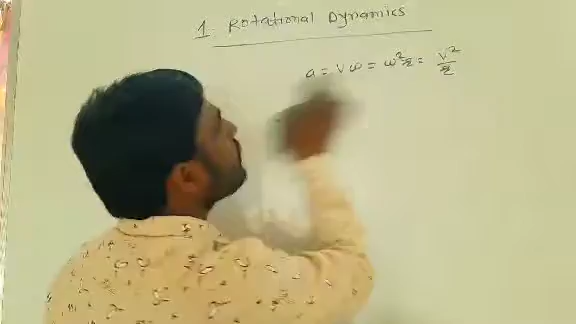 1 Rotational Dynamics
a = vω = ω²r = v²/r